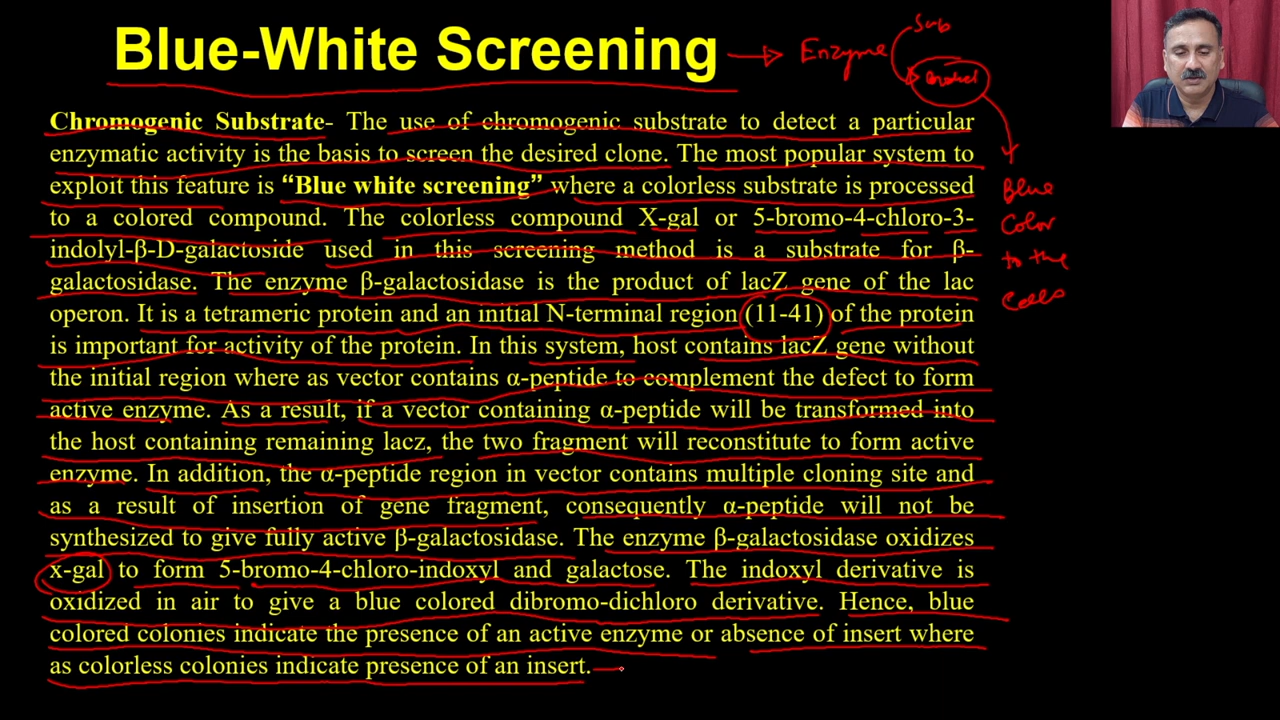 Blue-White Screening
Enzyme
Sub
Product
Chromogenic Substrate- The use of chromogenic substrate to detect a particular
enzymatic activity is the basis to screen the desired clone. The most popular system to
exploit this feature is “Blue white screening” where a colorless substrate is processed
to a colored compound. The colorless compound X-gal or 5-bromo-4-chloro-3-
indolyl-β-D-galactoside used in this screening method is a substrate for β-
galactosidase. The enzyme β-galactosidase is the product of lacZ gene of the lac
operon. It is a tetrameric protein and an initial N-terminal region (11-41) of the protein
is important for activity of the protein. In this system, host contains lacZ gene without
the initial region where as vector contains α-peptide to complement the defect to form
active enzyme. As a result, if a vector containing α-peptide will be transformed into
the host containing remaining lacz, the two fragment will reconstitute to form active
enzyme. In addition, the α-peptide region in vector contains multiple cloning site and
as a result of insertion of gene fragment, consequently α-peptide will not be
synthesized to give fully active β-galactosidase. The enzyme β-galactosidase oxidizes
x-gal to form 5-bromo-4-chloro-indoxyl and galactose. The indoxyl derivative is
oxidized in air to give a blue colored dibromo-dichloro derivative. Hence, blue
colored colonies indicate the presence of an active enzyme or absence of insert where
as colorless colonies indicate presence of an insert.
Blue
Color
to the
Cells